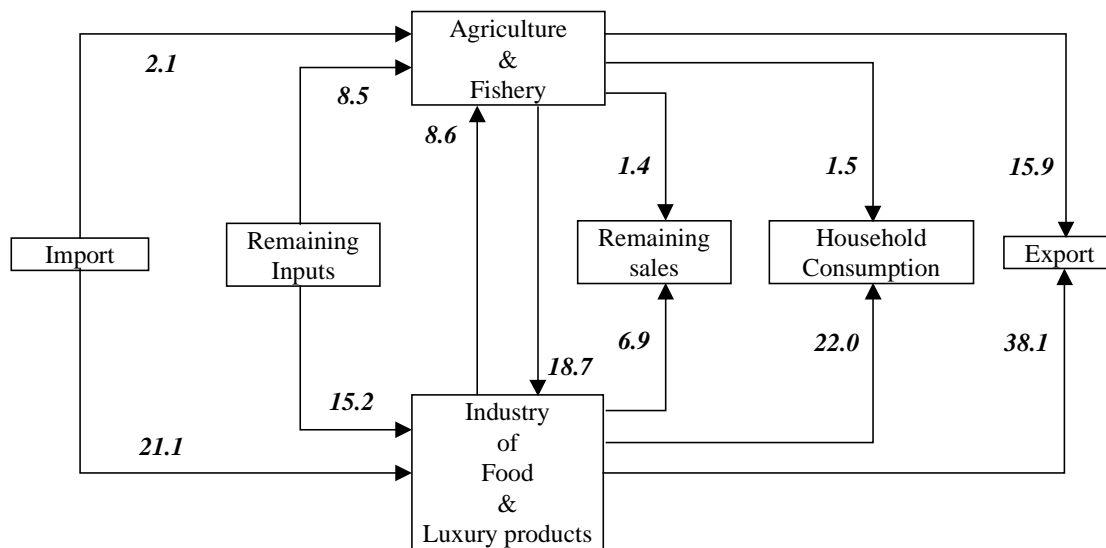 Agriculture
&
Fishery
2.1
8.5
8.6
1.4
1.5
15.9
Import
Remaining
Inputs
Remaining
sales
Household
Consumption
Export
6.9
22.0
38.1
18.7
15.2
21.1
Industry
of
Food
&
Luxury products